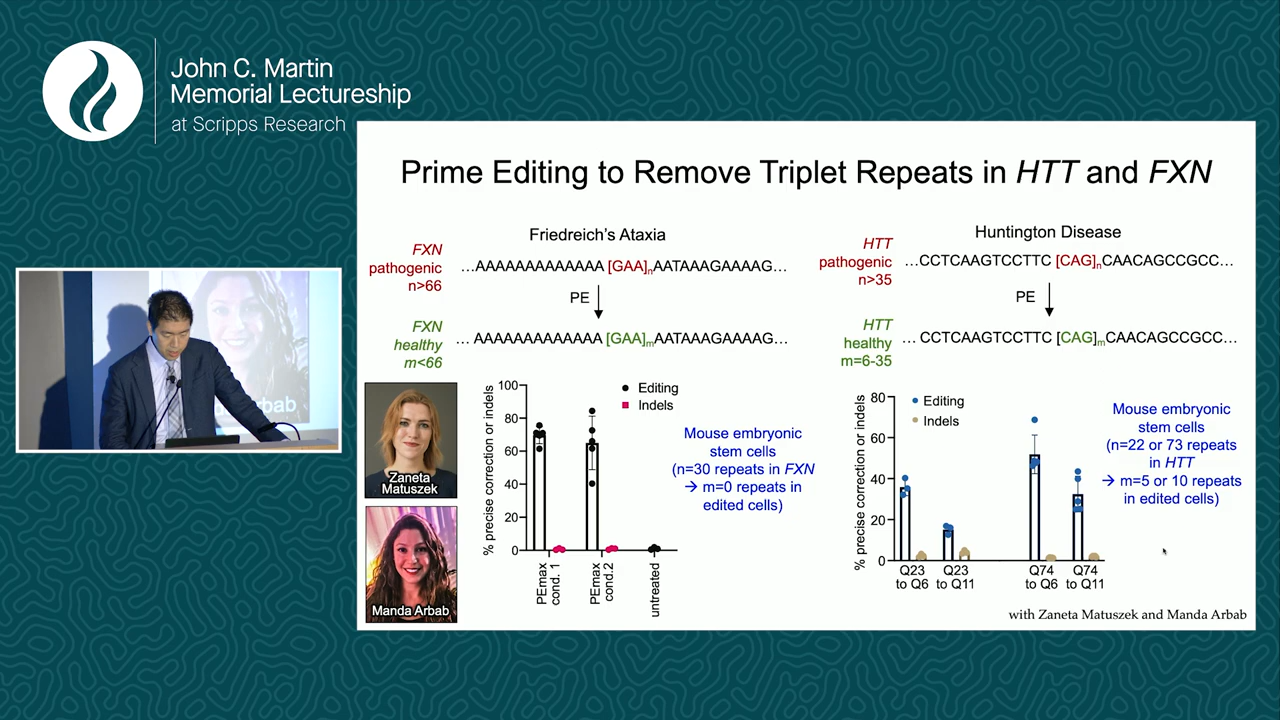 John C. Martin
Memorial Lectureship
at Scripps Research
Prime Editing to Remove Triplet Repeats in HTT and FXN
Friedreich's Ataxia
FXN
pathogenic
n>66
…AAAAAAAAAAAAA [GAA]nAATAAAGAAAAG…
PE
FXN
healthy
m<66
… AAAAAAAAAAAAA [GAA]mAATAAAGAAAAG…
Huntington Disease
HTT
pathogenic
n>35
…CCTCAAGTCCTTC [CAG]nCAACAGCCGCC…
PE
HTT
healthy
m=6-35
… CCTCAAGTCCTTC [CAG]mCAACAGCCGCC…
Zaneta
Matuszek
Manda Arbab
% precise correction or indels
100
80
60
40
20
0
Editing
Indels
PEmax
cond. 1
PEmax
cond.2
untreated
Mouse embryonic
stem cells
(n=30 repeats in FXN
→ m=0 repeats in
edited cells)
% precise correction or indels
80
60
40
20
0
Editing
Indels
Q23
to Q6
Q23
to Q11
Q74
to Q6
Q74
to Q11
Mouse embryonic
stem cells
(n=22 or 73 repeats
in HTT
→ m=5 or 10 repeats
in edited cells)
with Zaneta Matuszek and Manda Arbab